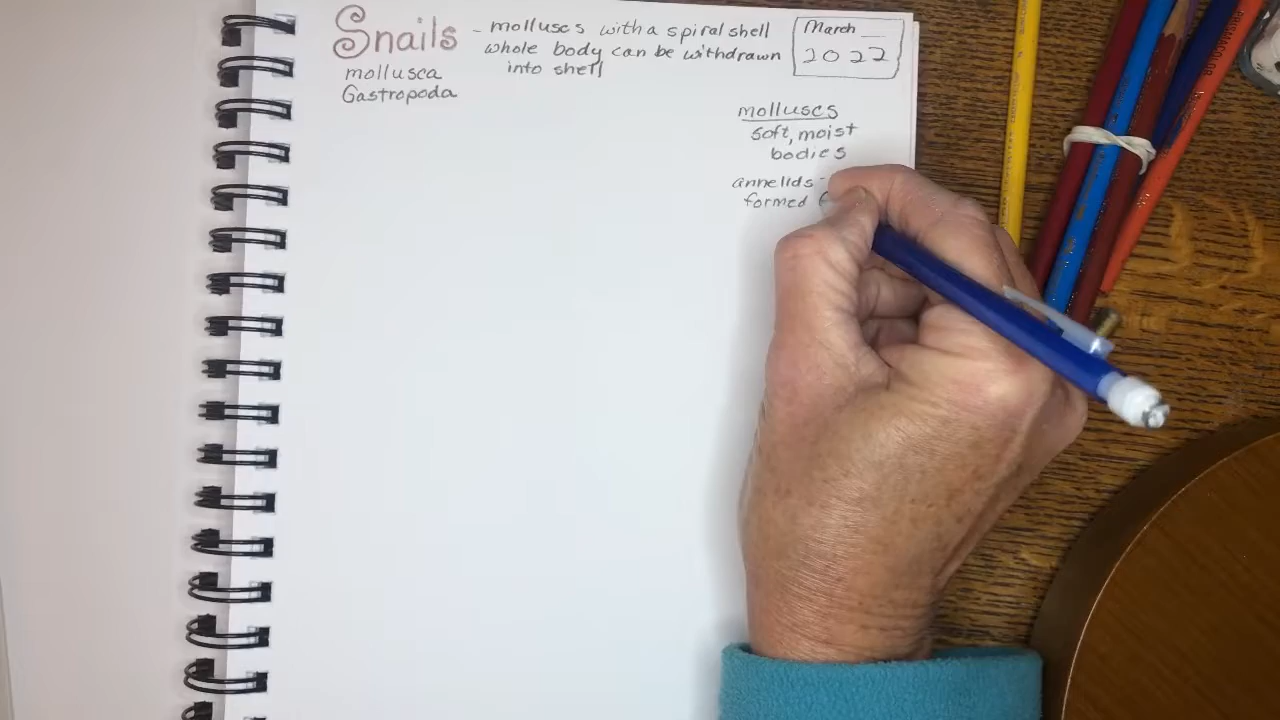 Snails - molluscs with a spiral shell
whole body can be withdrawn
into shell
mollusca
Gastropoda
March
2022
molluscs
soft, moist
bodies
annelids -
formed
PRISMACOLOR